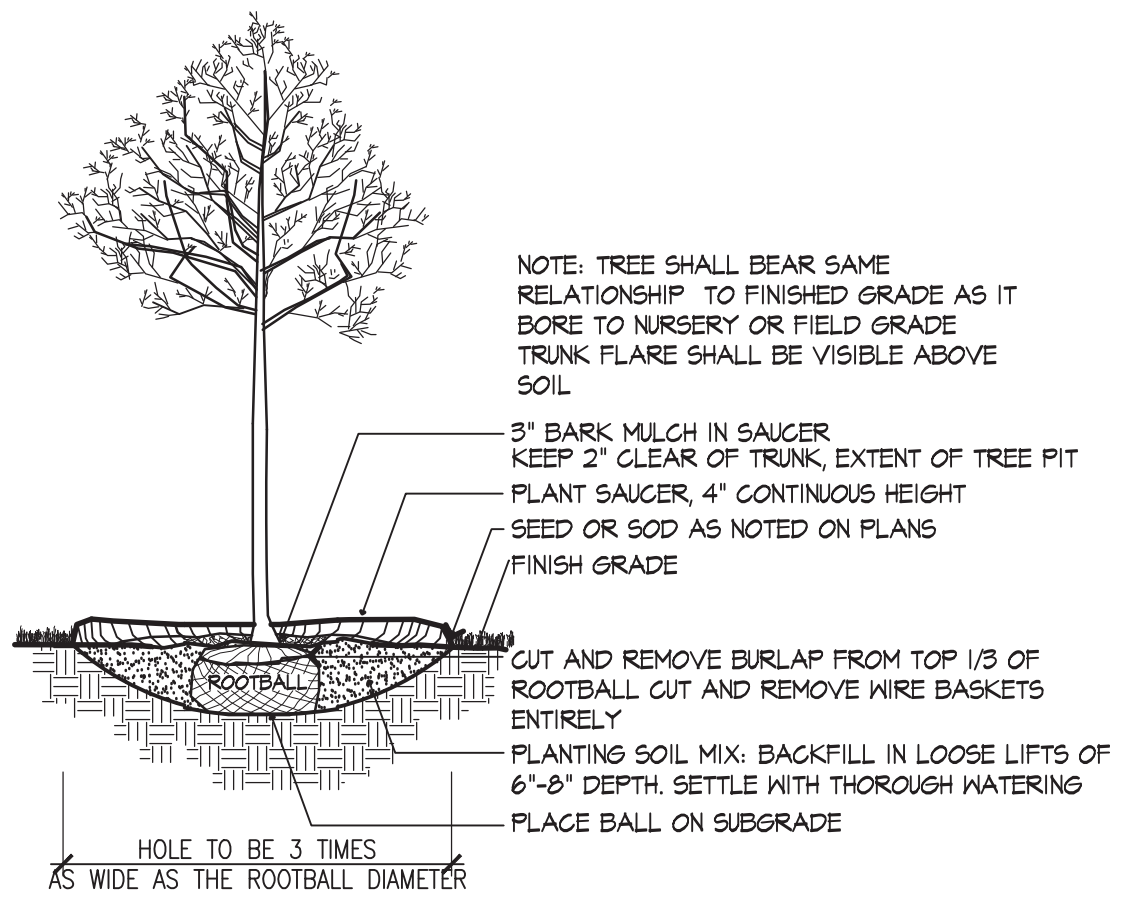 NOTE: TREE SHALL BEAR SAME
RELATIONSHIP TO FINISHED GRADE AS IT
BORE TO NURSERY OR FIELD GRADE
TRUNK FLARE SHALL BE VISIBLE ABOVE
SOIL
3" BARK MULCH IN SAUCER
KEEP 2" CLEAR OF TRUNK, EXTENT OF TREE PIT
PLANT SAUCER, 4" CONTINUOUS HEIGHT
SEED OR SOD AS NOTED ON PLANS
FINISH GRADE
CUT AND REMOVE BURLAP FROM TOP 1/3 OF
ROOTBALL CUT AND REMOVE WIRE BASKETS
ENTIRELY
ROOTBALL
PLANTING SOIL MIX: BACKFILL IN LOOSE LIFTS OF
6"-8" DEPTH. SETTLE WITH THOROUGH WATERING
PLACE BALL ON SUBGRADE
HOLE TO BE 3 TIMES
AS WIDE AS THE ROOTBALL DIAMETER